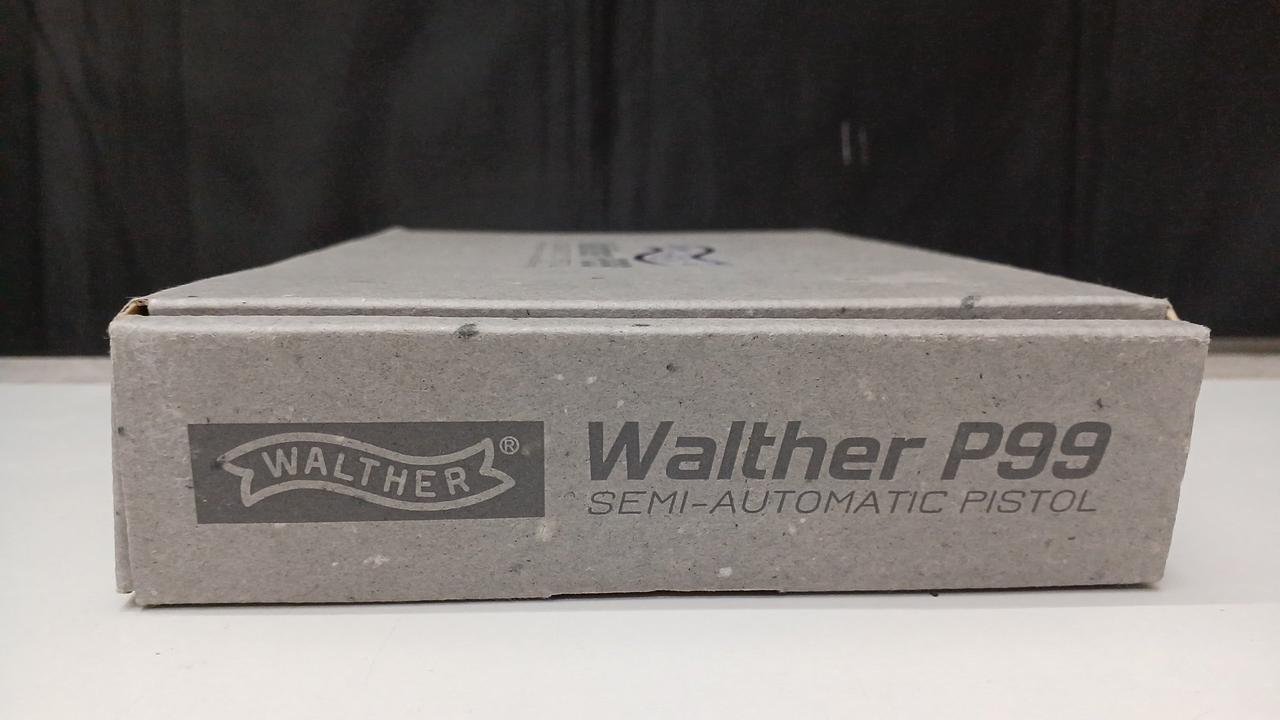 WALTHER®
Walther P99
SEMI-AUTOMATIC PISTOL